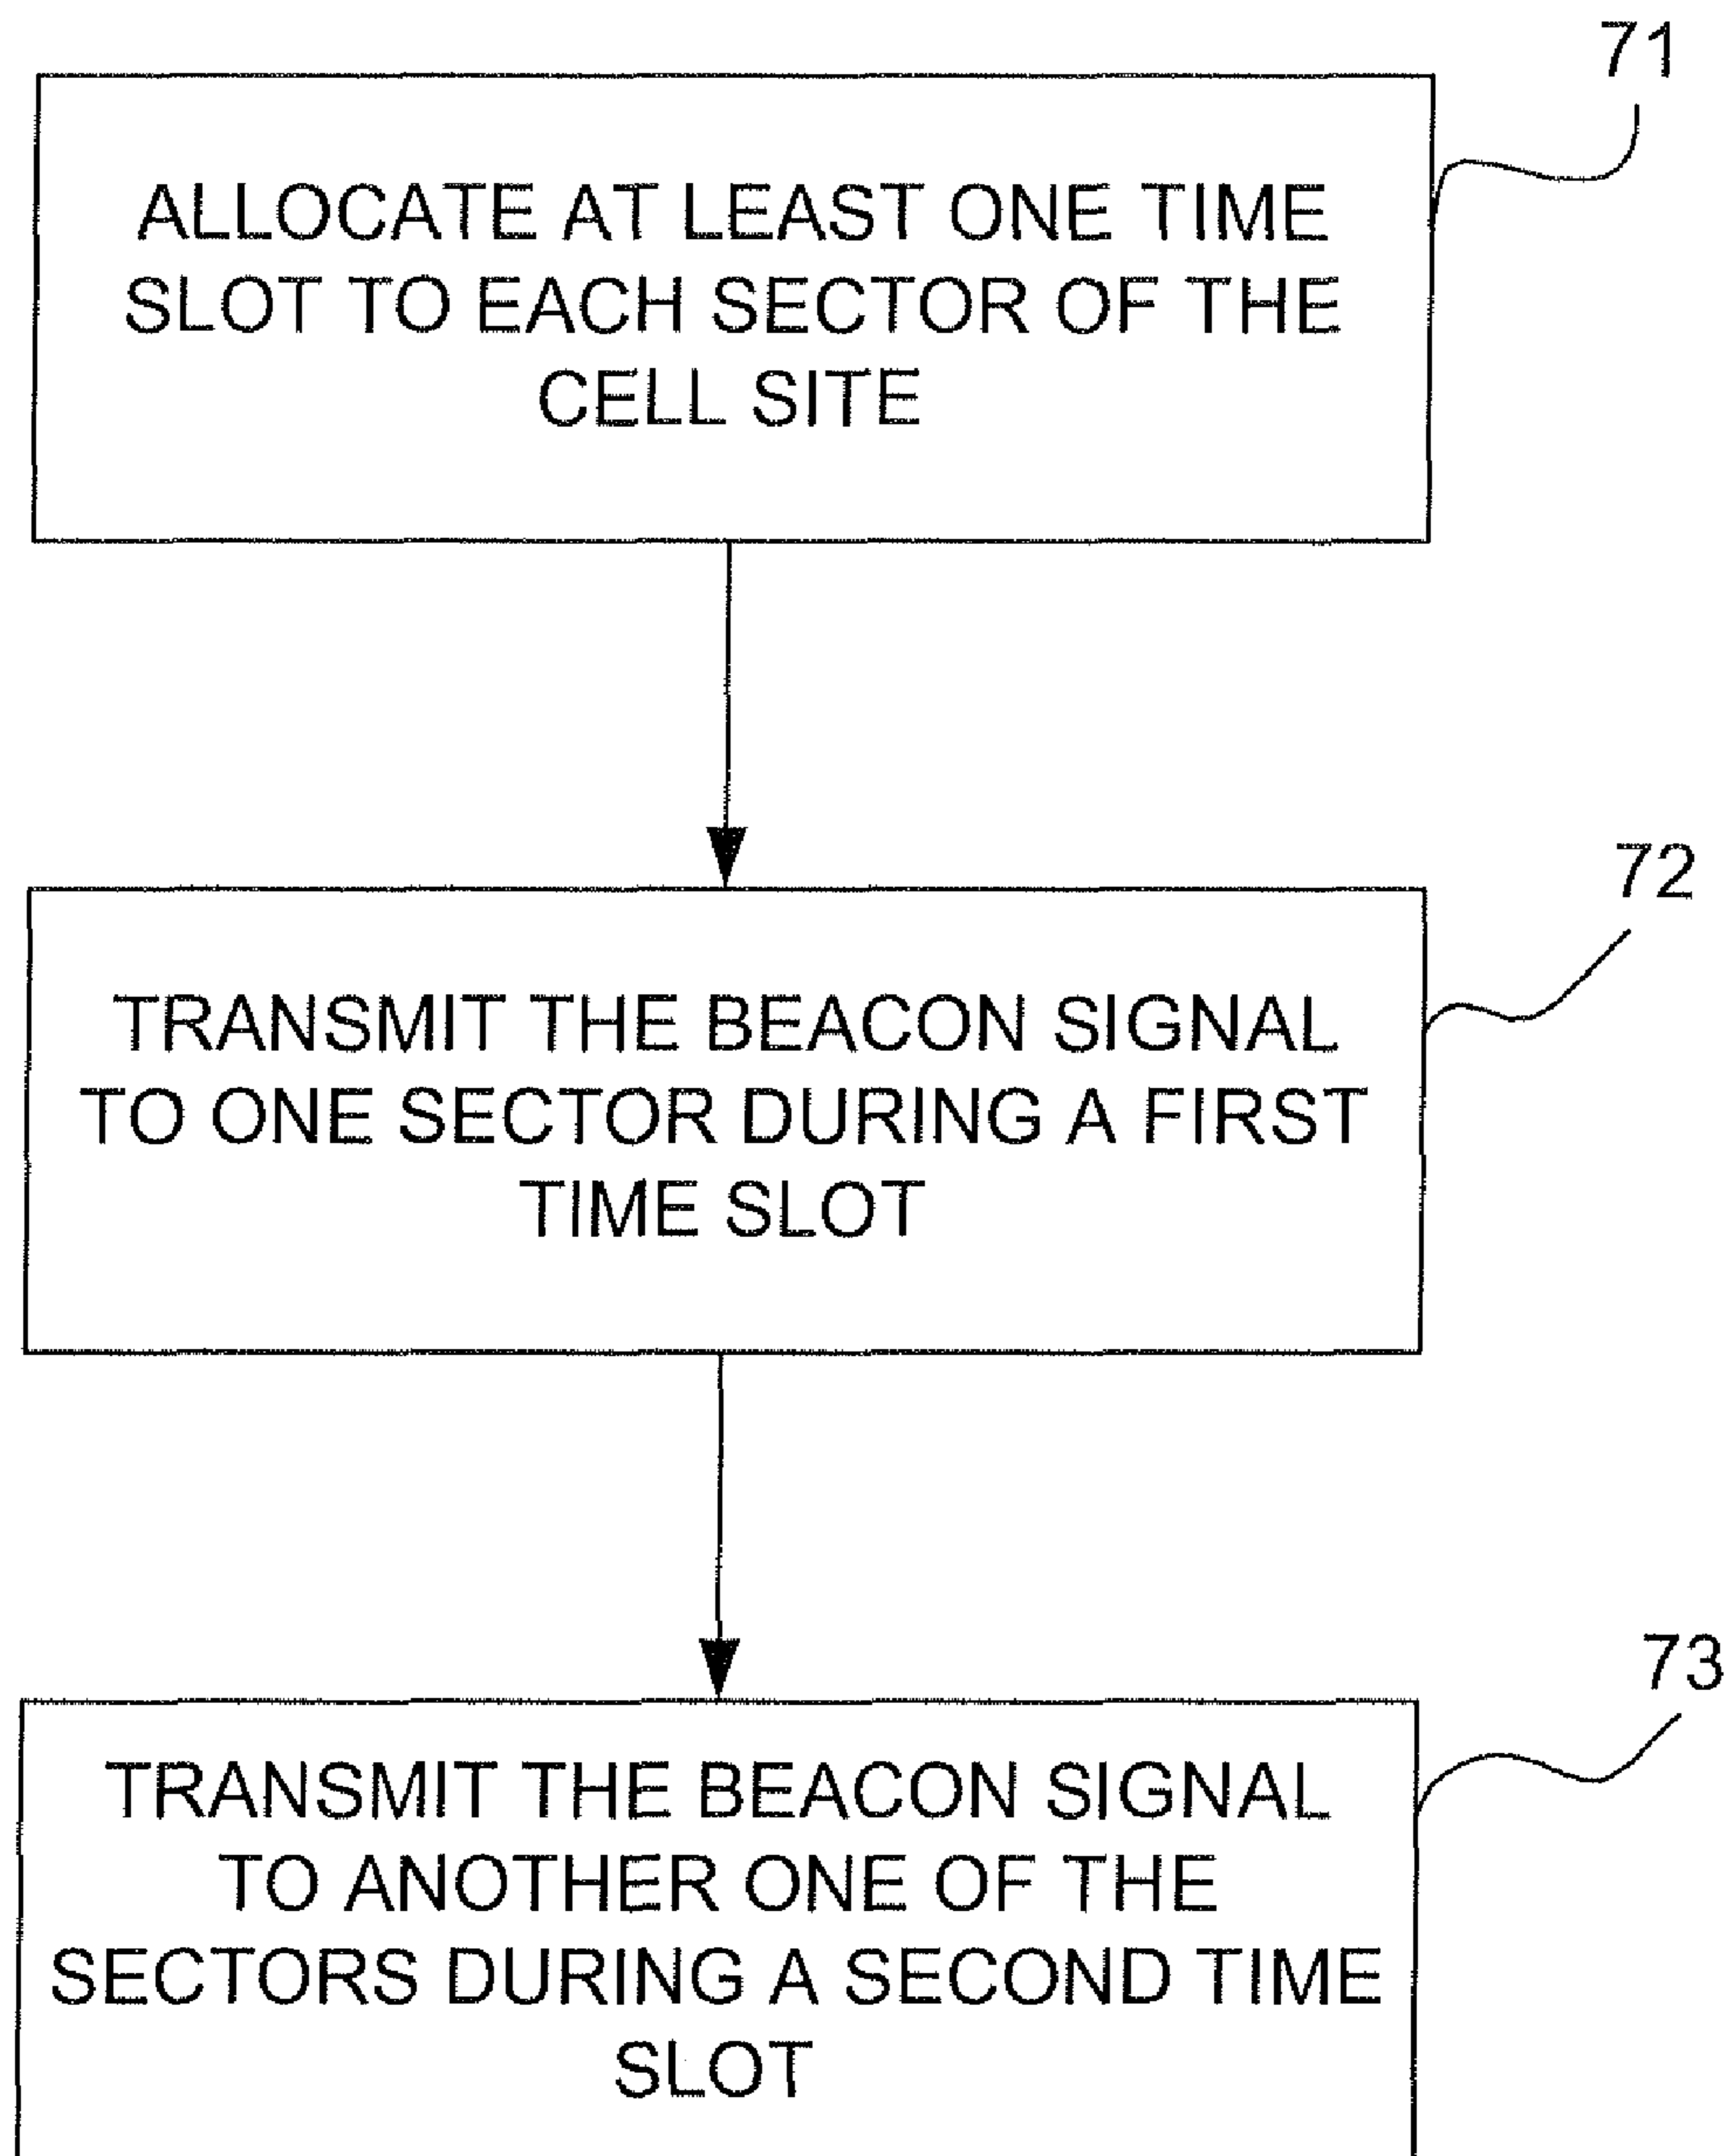 71
ALLOCATE AT LEAST ONE TIME
SLOT TO EACH SECTOR OF THE
CELL SITE
72
TRANSMIT THE BEACON SIGNAL
TO ONE SECTOR DURING A FIRST
TIME SLOT
73
TRANSMIT THE BEACON SIGNAL
TO ANOTHER ONE OF THE
SECTORS DURING A SECOND TIME
SLOT